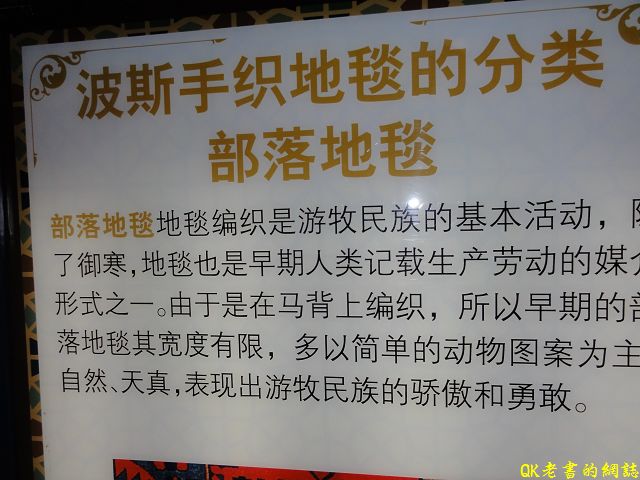 波斯手织地毯的分类
部落地毯
部落地毯地毯编织是游牧民族的基本活动，除
了御寒，地毯也是早期人类记载生产劳动的媒介
形式之一。由于是在马背上编织，所以早期的部
落地毯其宽度有限，多以简单的动物图案为主
自然、天真，表现出游牧民族的骄傲和勇敢。
QK老書的網誌